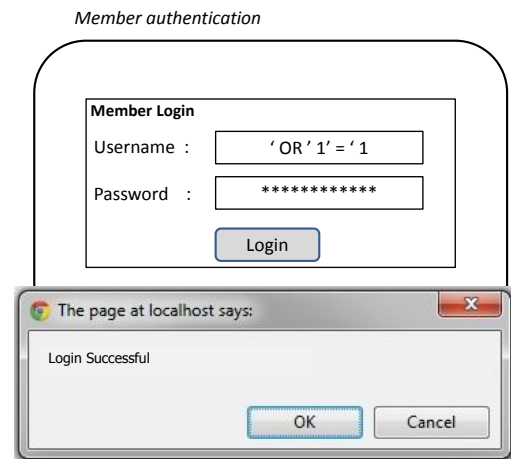 Member authentication
Member Login
Username : ‘ OR ’ 1’ = ‘ 1
Password : ************
Login
The page at localhost says:
Login Successful
OK Cancel